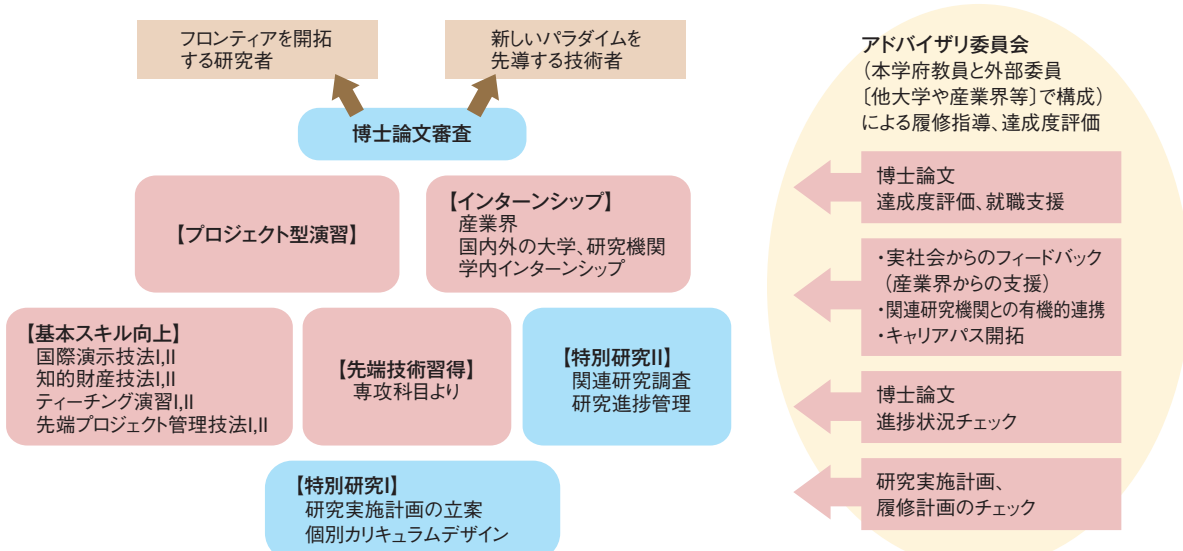 フロンティアを開拓
する研究者
新しいパラダイムを
先導する技術者
博士論文審査
【プロジェクト型演習】
【インターンシップ】
産業界
国内外の大学、研究機関
学内インターンシップ
【基本スキル向上】
国際演示技法I,II
知的財産技法I,II
ティーチング演習I,II
先端プロジェクト管理技法I,II
【先端技術習得】
専攻科目より
【特別研究II】
関連研究調査
研究進捗管理
【特別研究I】
研究実施計画の立案
個別カリキュラムデザイン
アドバイザリ委員会
（本学府教員と外部委員
〔他大学や産業界等〕で構成）
による履修指導、達成度評価
博士論文
達成度評価、就職支援
・実社会からのフィードバック
（産業界からの支援）
・関連研究機関との有機的連携
・キャリアパス開拓
博士論文
進捗状況チェック
研究実施計画、
履修計画のチェック